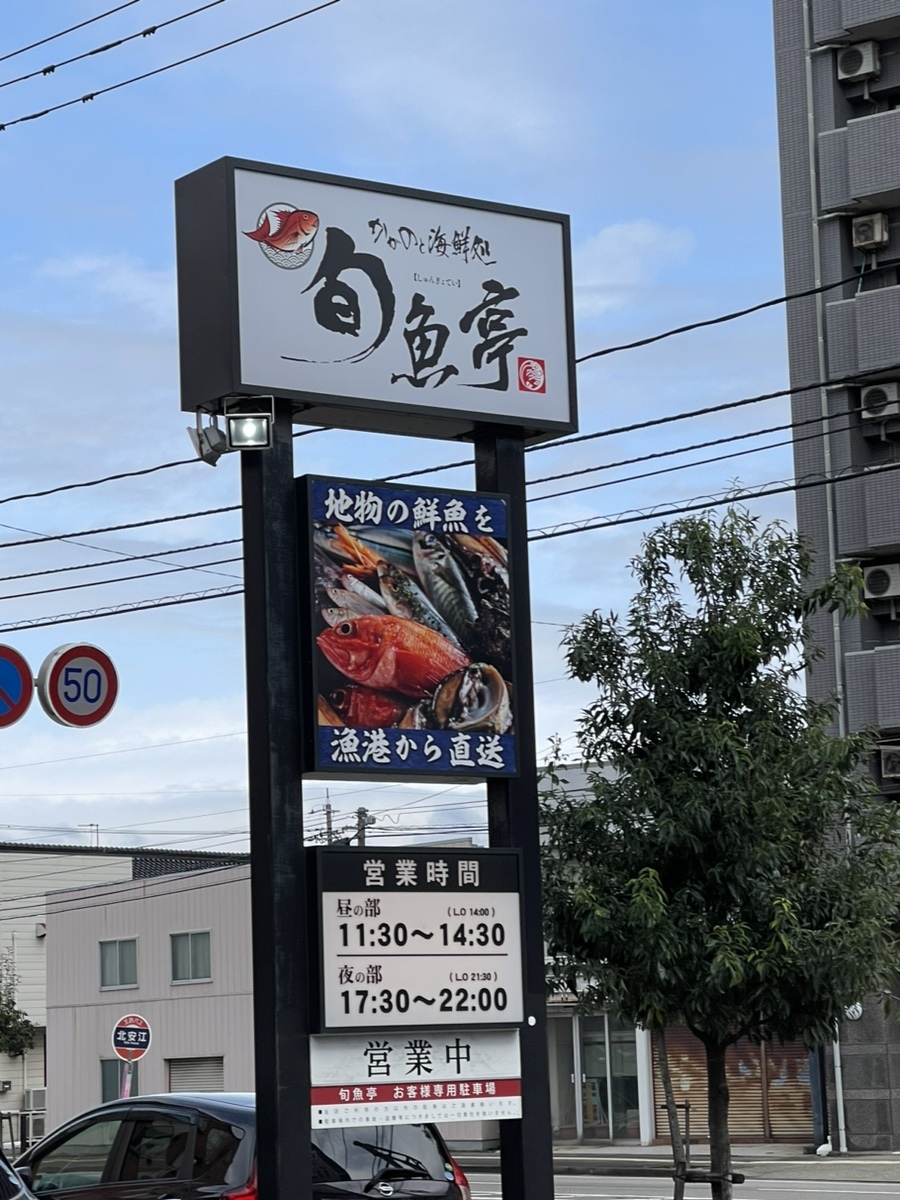 かがのと海鮮処
【しゅんぎょてい】
旬魚亭
地物の鮮魚を
漁港から直送
50
営業時間
昼の部 (L.O 14:00)
11:30〜14:30
夜の部 (L.O 21:30)
17:30〜22:00
営業中
旬魚亭 お客様専用駐車場
北安江